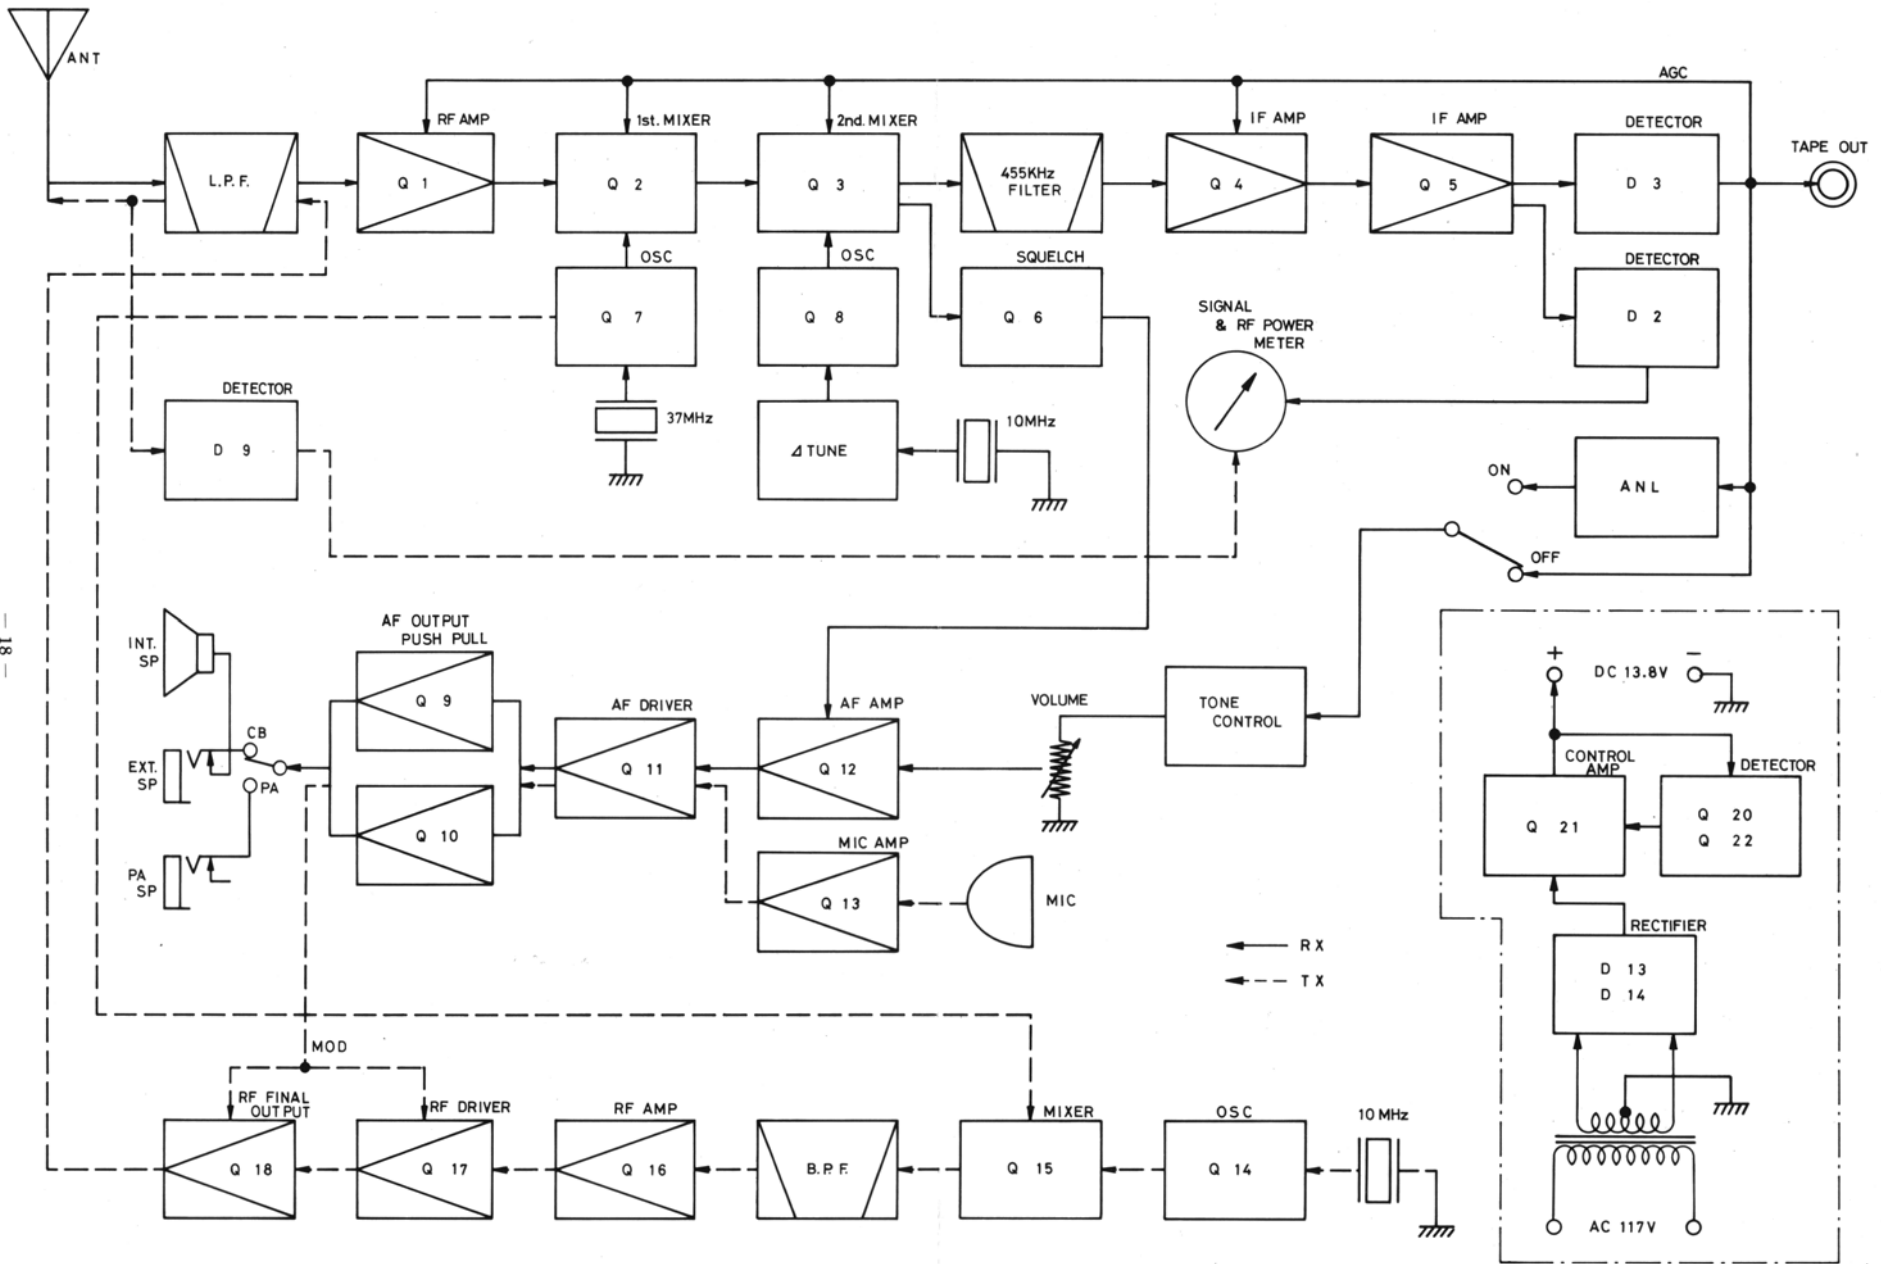 ANT
AGC
RF AMP
1st. MIXER
2nd. MIXER
IF AMP
IF AMP
DETECTOR
TAPE OUT
L.P.F.
Q 1
Q 2
Q 3
455KHz
FILTER
Q 4
Q 5
D 3
OSC
OSC
SQUELCH
DETECTOR
Q 7
Q 8
Q 6
SIGNAL
& RF POWER
METER
D 2
DETECTOR
D 9
37MHz
⊿ TUNE
10MHz
ON
ANL
OFF
— 18 —
INT.
SP
AF OUTPUT
PUSH PULL
Q 9
AF DRIVER
AF AMP
VOLUME
TONE
CONTROL
+
DC 13.8V
−
CB
EXT.
SP
PA
Q 11
Q 12
CONTROL
AMP
DETECTOR
Q 10
Q 21
Q 20
Q 22
MIC AMP
PA
SP
Q 13
MIC
RX
TX
RECTIFIER
D 13
D 14
MOD
RF FINAL
OUTPUT
RF DRIVER
RF AMP
MIXER
OSC
10 MHz
Q 18
Q 17
Q 16
B.P.F.
Q 15
Q 14
AC 117V